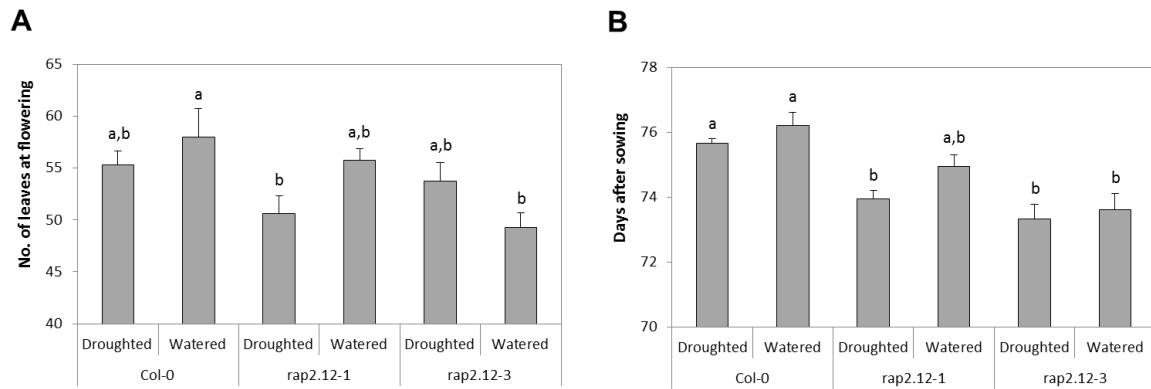 A
No. of leaves at flowering
65
60
55
50
45
40
a,b
a
b
a,b
a,b
b
Droughted Watered Droughted Watered Droughted Watered
Col-0 rap2.12-1 rap2.12-3
B
Days after sowing
78
76
74
72
70
a
a
b
a,b
b
b
Droughted Watered Droughted Watered Droughted Watered
Col-0 rap2.12-1 rap2.12-3